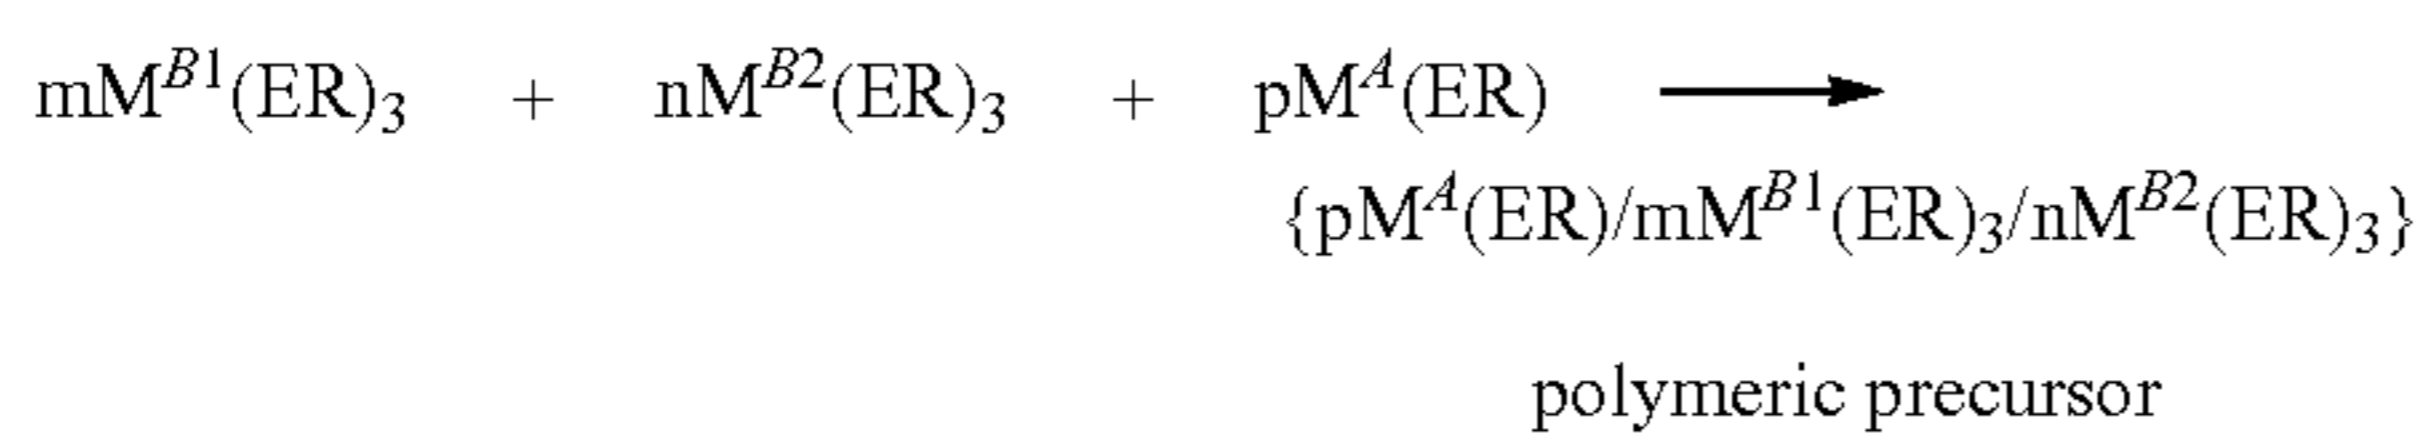 mM^{B1}(ER)_3 + nM^{B2}(ER)_3 + pM^A(ER) ⟶
{pM^A(ER)/mM^{B1}(ER)_3/nM^{B2}(ER)_3}
polymeric precursor